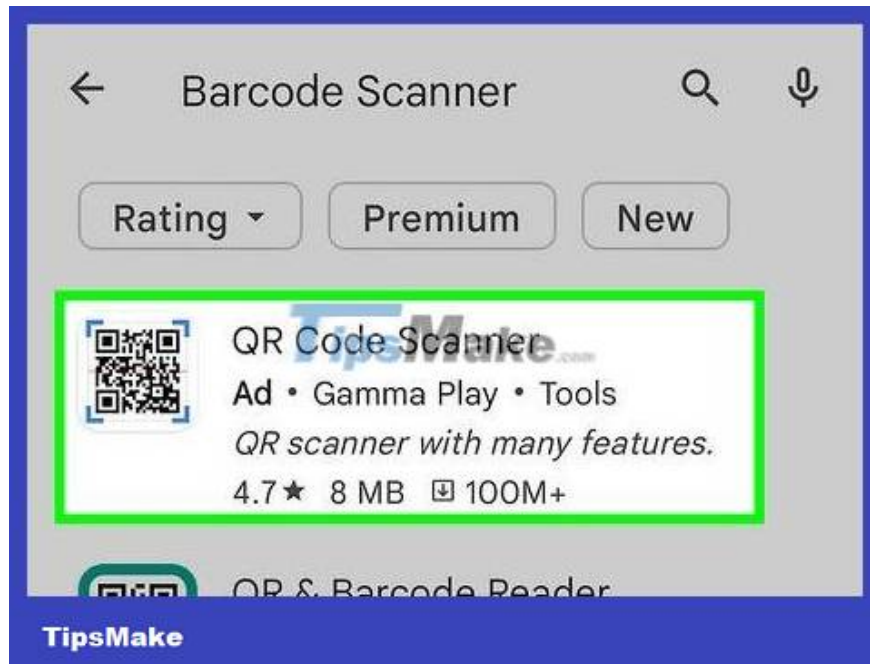 Barcode Scanner
Rating Premium New
QR Code Scanner
TipsMake.com
Ad • Gamma Play • Tools
QR scanner with many features.
4.7★ 8 MB 100M+
QR & Barcode Reader
TipsMake